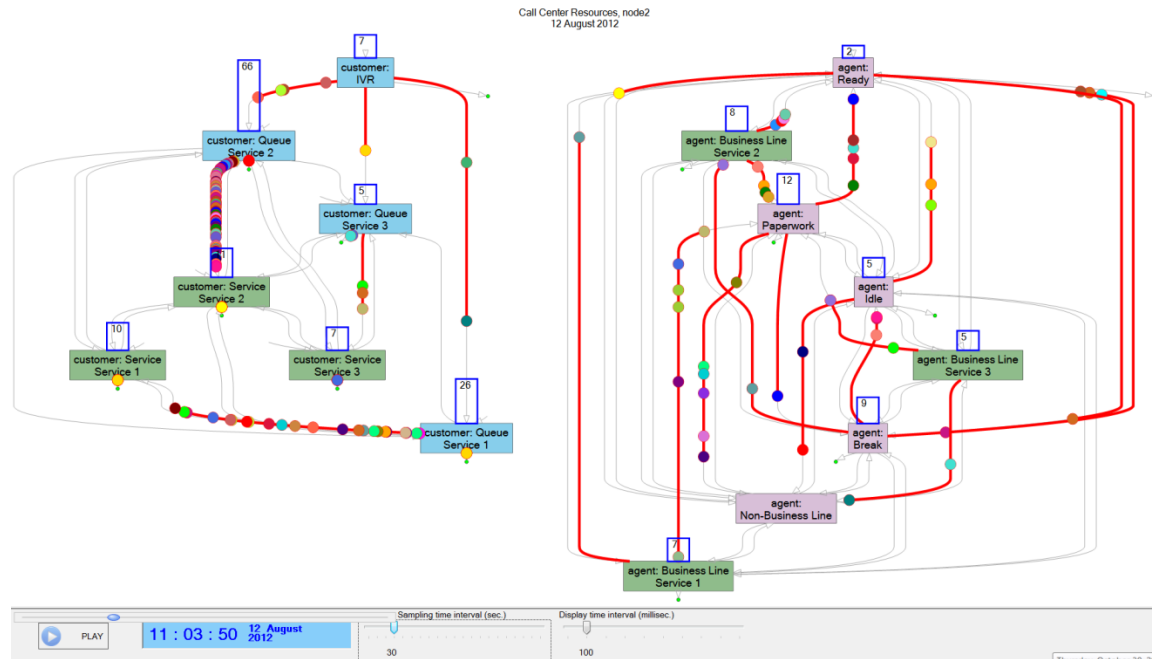 Call Center Resources, node2
12 August 2012
7
customer:
IVR
66
customer: Queue
Service 2
5
customer: Queue
Service 3
1
customer: Service
Service 2
10
customer: Service
Service 1
7
customer: Service
Service 3
26
customer: Queue
Service 1
2
agent:
Ready
8
agent: Business Line
Service 2
12
agent:
Paperwork
5
agent:
Idle
5
agent: Business Line
Service 3
9
agent:
Break
agent:
Non-Business Line
7
agent: Business Line
Service 1
PLAY
11 : 03 : 50
12 August
2012
Sampling time interval (sec.)
30
Display time interval (millisec.)
100